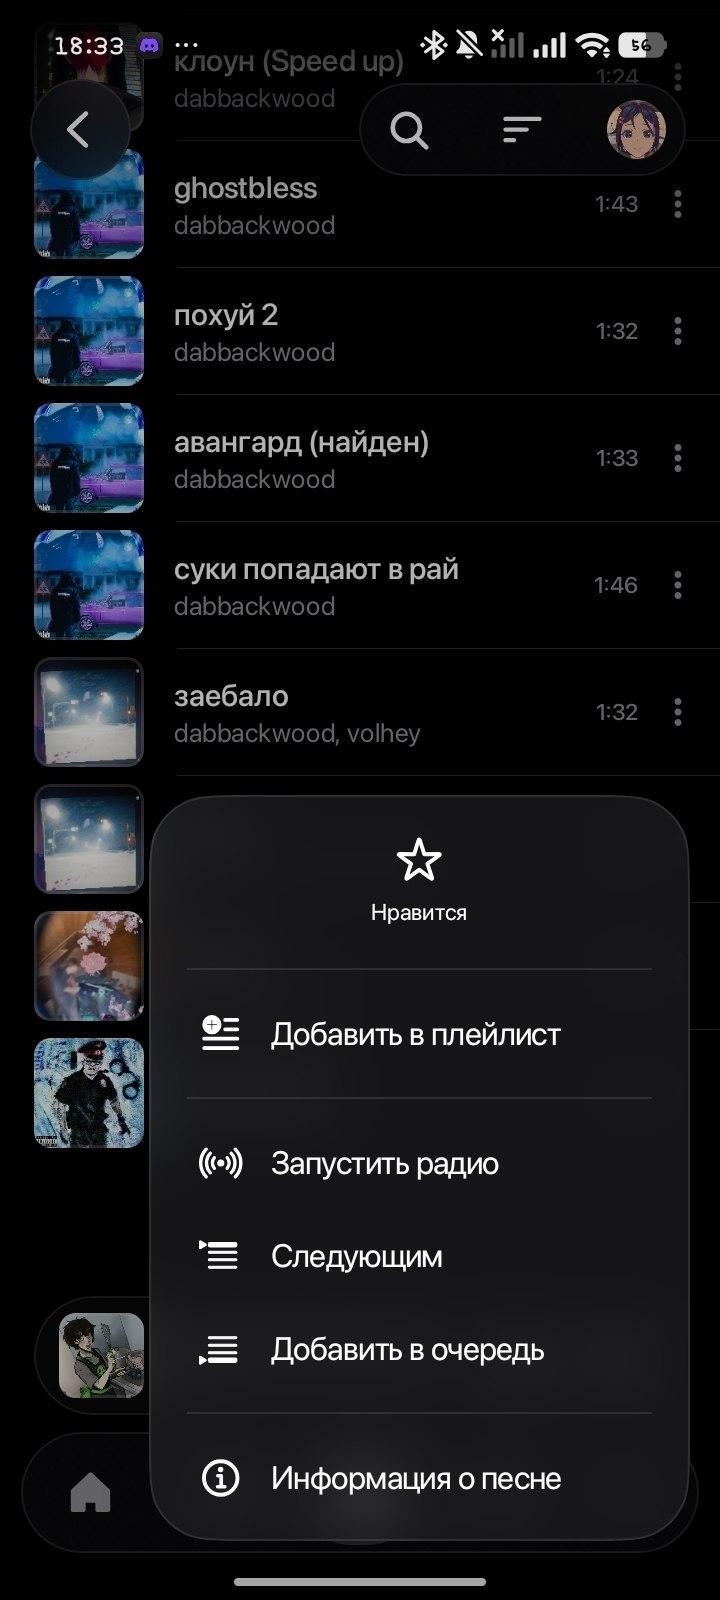 18:33
56
клоун (Speed up)
1:24
dabbackwood
ghostbless
1:43
dabbackwood
похуй 2
1:32
dabbackwood
авангард (найден)
1:33
dabbackwood
суки попадают в рай
1:46
dabbackwood
заебало
1:32
dabbackwood, volhey
Нравится
Добавить в плейлист
Запустить радио
Следующим
Добавить в очередь
Информация о песне